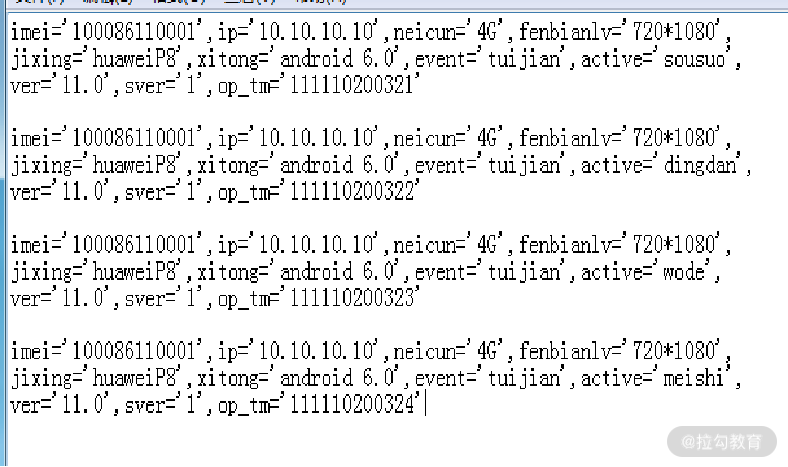 imei='100086110001',ip='10.10.10.10',neicun='4G',fenbianlv='720*1080',
jixing='huaweiP8',xitong='android 6.0',event='tuijian',active='sousuo',
ver='11.0',sver='1',op_tm='111110200321'
imei='100086110001',ip='10.10.10.10',neicun='4G',fenbianlv='720*1080',
jixing='huaweiP8',xitong='android 6.0',event='tuijian',active='dingdan',
ver='11.0',sver='1',op_tm='111110200322'
imei='100086110001',ip='10.10.10.10',neicun='4G',fenbianlv='720*1080',
jixing='huaweiP8',xitong='android 6.0',event='tuijian',active='wode',
ver='11.0',sver='1',op_tm='111110200323'
imei='100086110001',ip='10.10.10.10',neicun='4G',fenbianlv='720*1080',
jixing='huaweiP8',xitong='android 6.0',event='tuijian',active='meishi',
ver='11.0',sver='1',op_tm='111110200324'
@拉勾教育